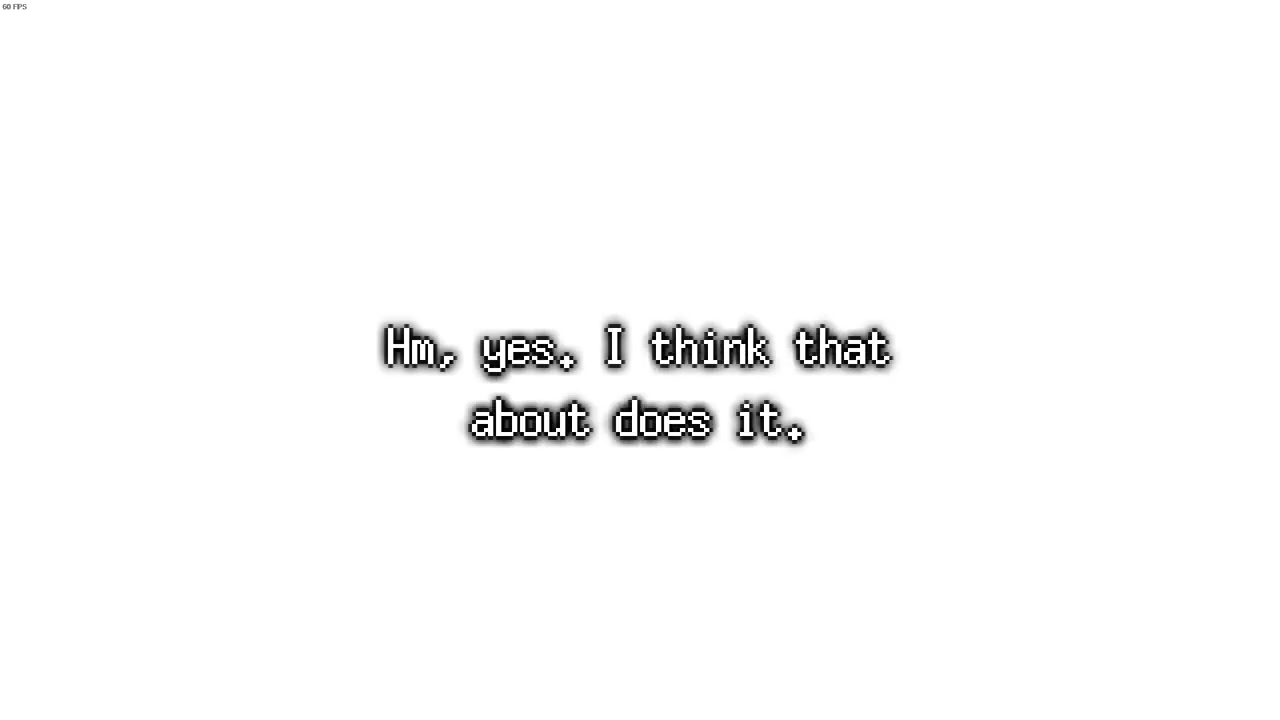 60 FPS
Hm, yes. I think that
about does it.